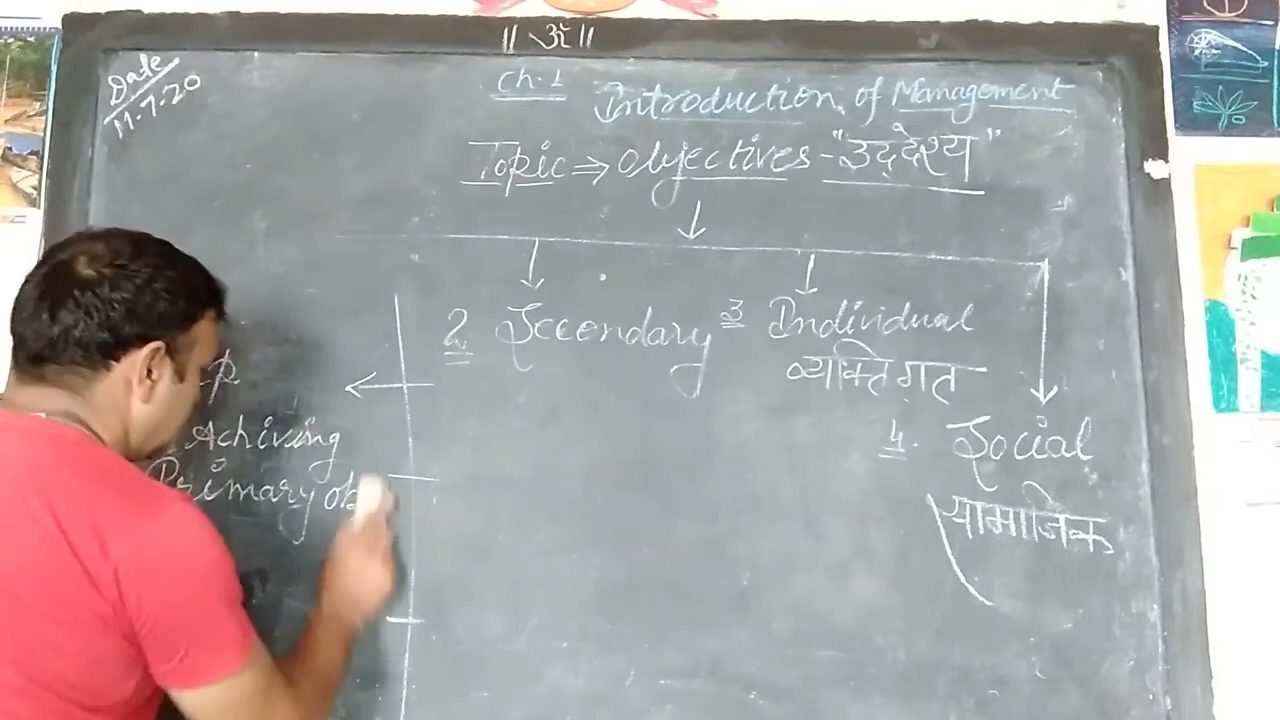 || ॐ ||
Date
11.7.20
Ch. 1 Introduction of Management
Topic ⇒ Objectives - "उद्देश्य"
2 Secondary
3 Individual
व्यक्तिगत
4. Social
सामाजिक
Achiving
Primary ob